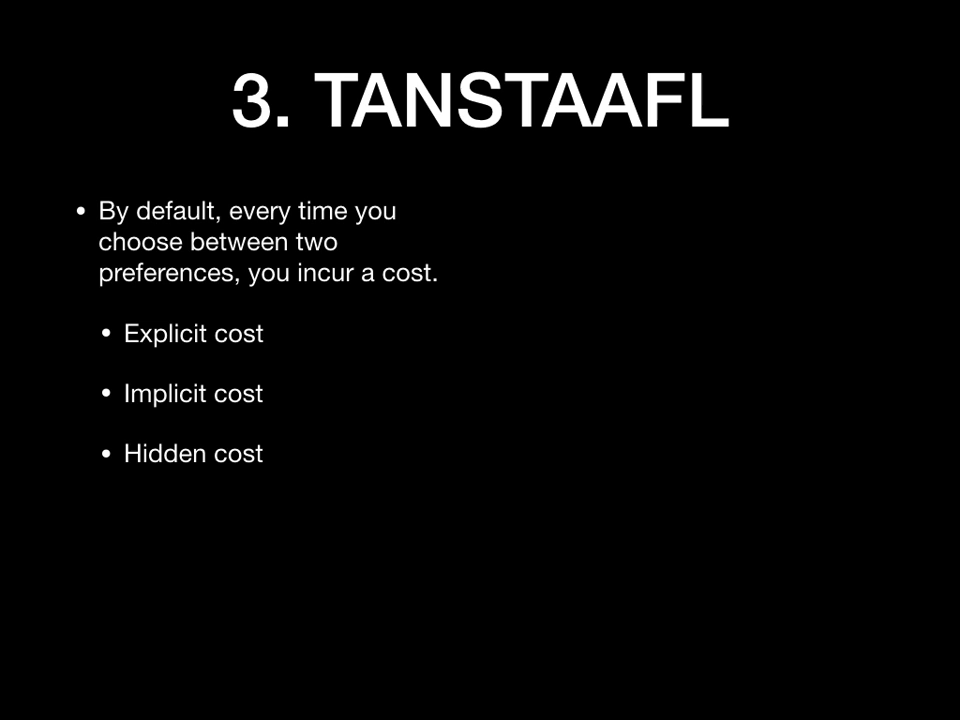 3. TANSTAAFL
• By default, every time you
choose between two
preferences, you incur a cost.
• Explicit cost
• Implicit cost
• Hidden cost